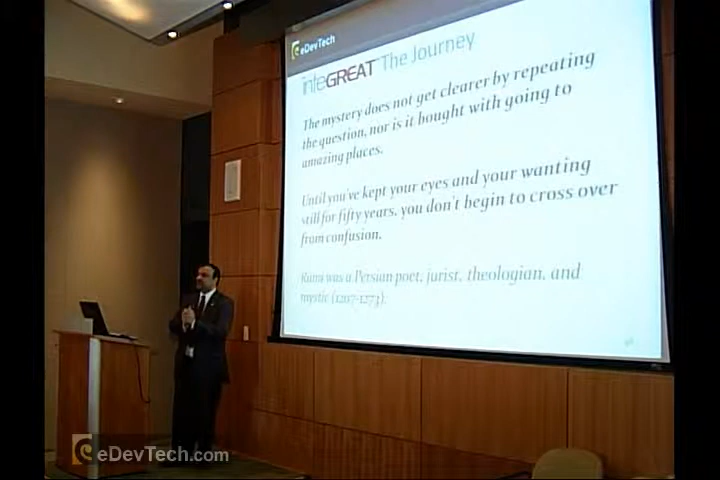 eDevTech
inteGREAT The Journey
The mystery does not get clearer by repeating
the question, nor is it bought with going to
amazing places.
Until you've kept your eyes and your wanting
still for fifty years, you don't begin to cross over
from confusion.
Rumi was a Persian poet, jurist, theologian, and
mystic (1207-1273).
eDevTech.com